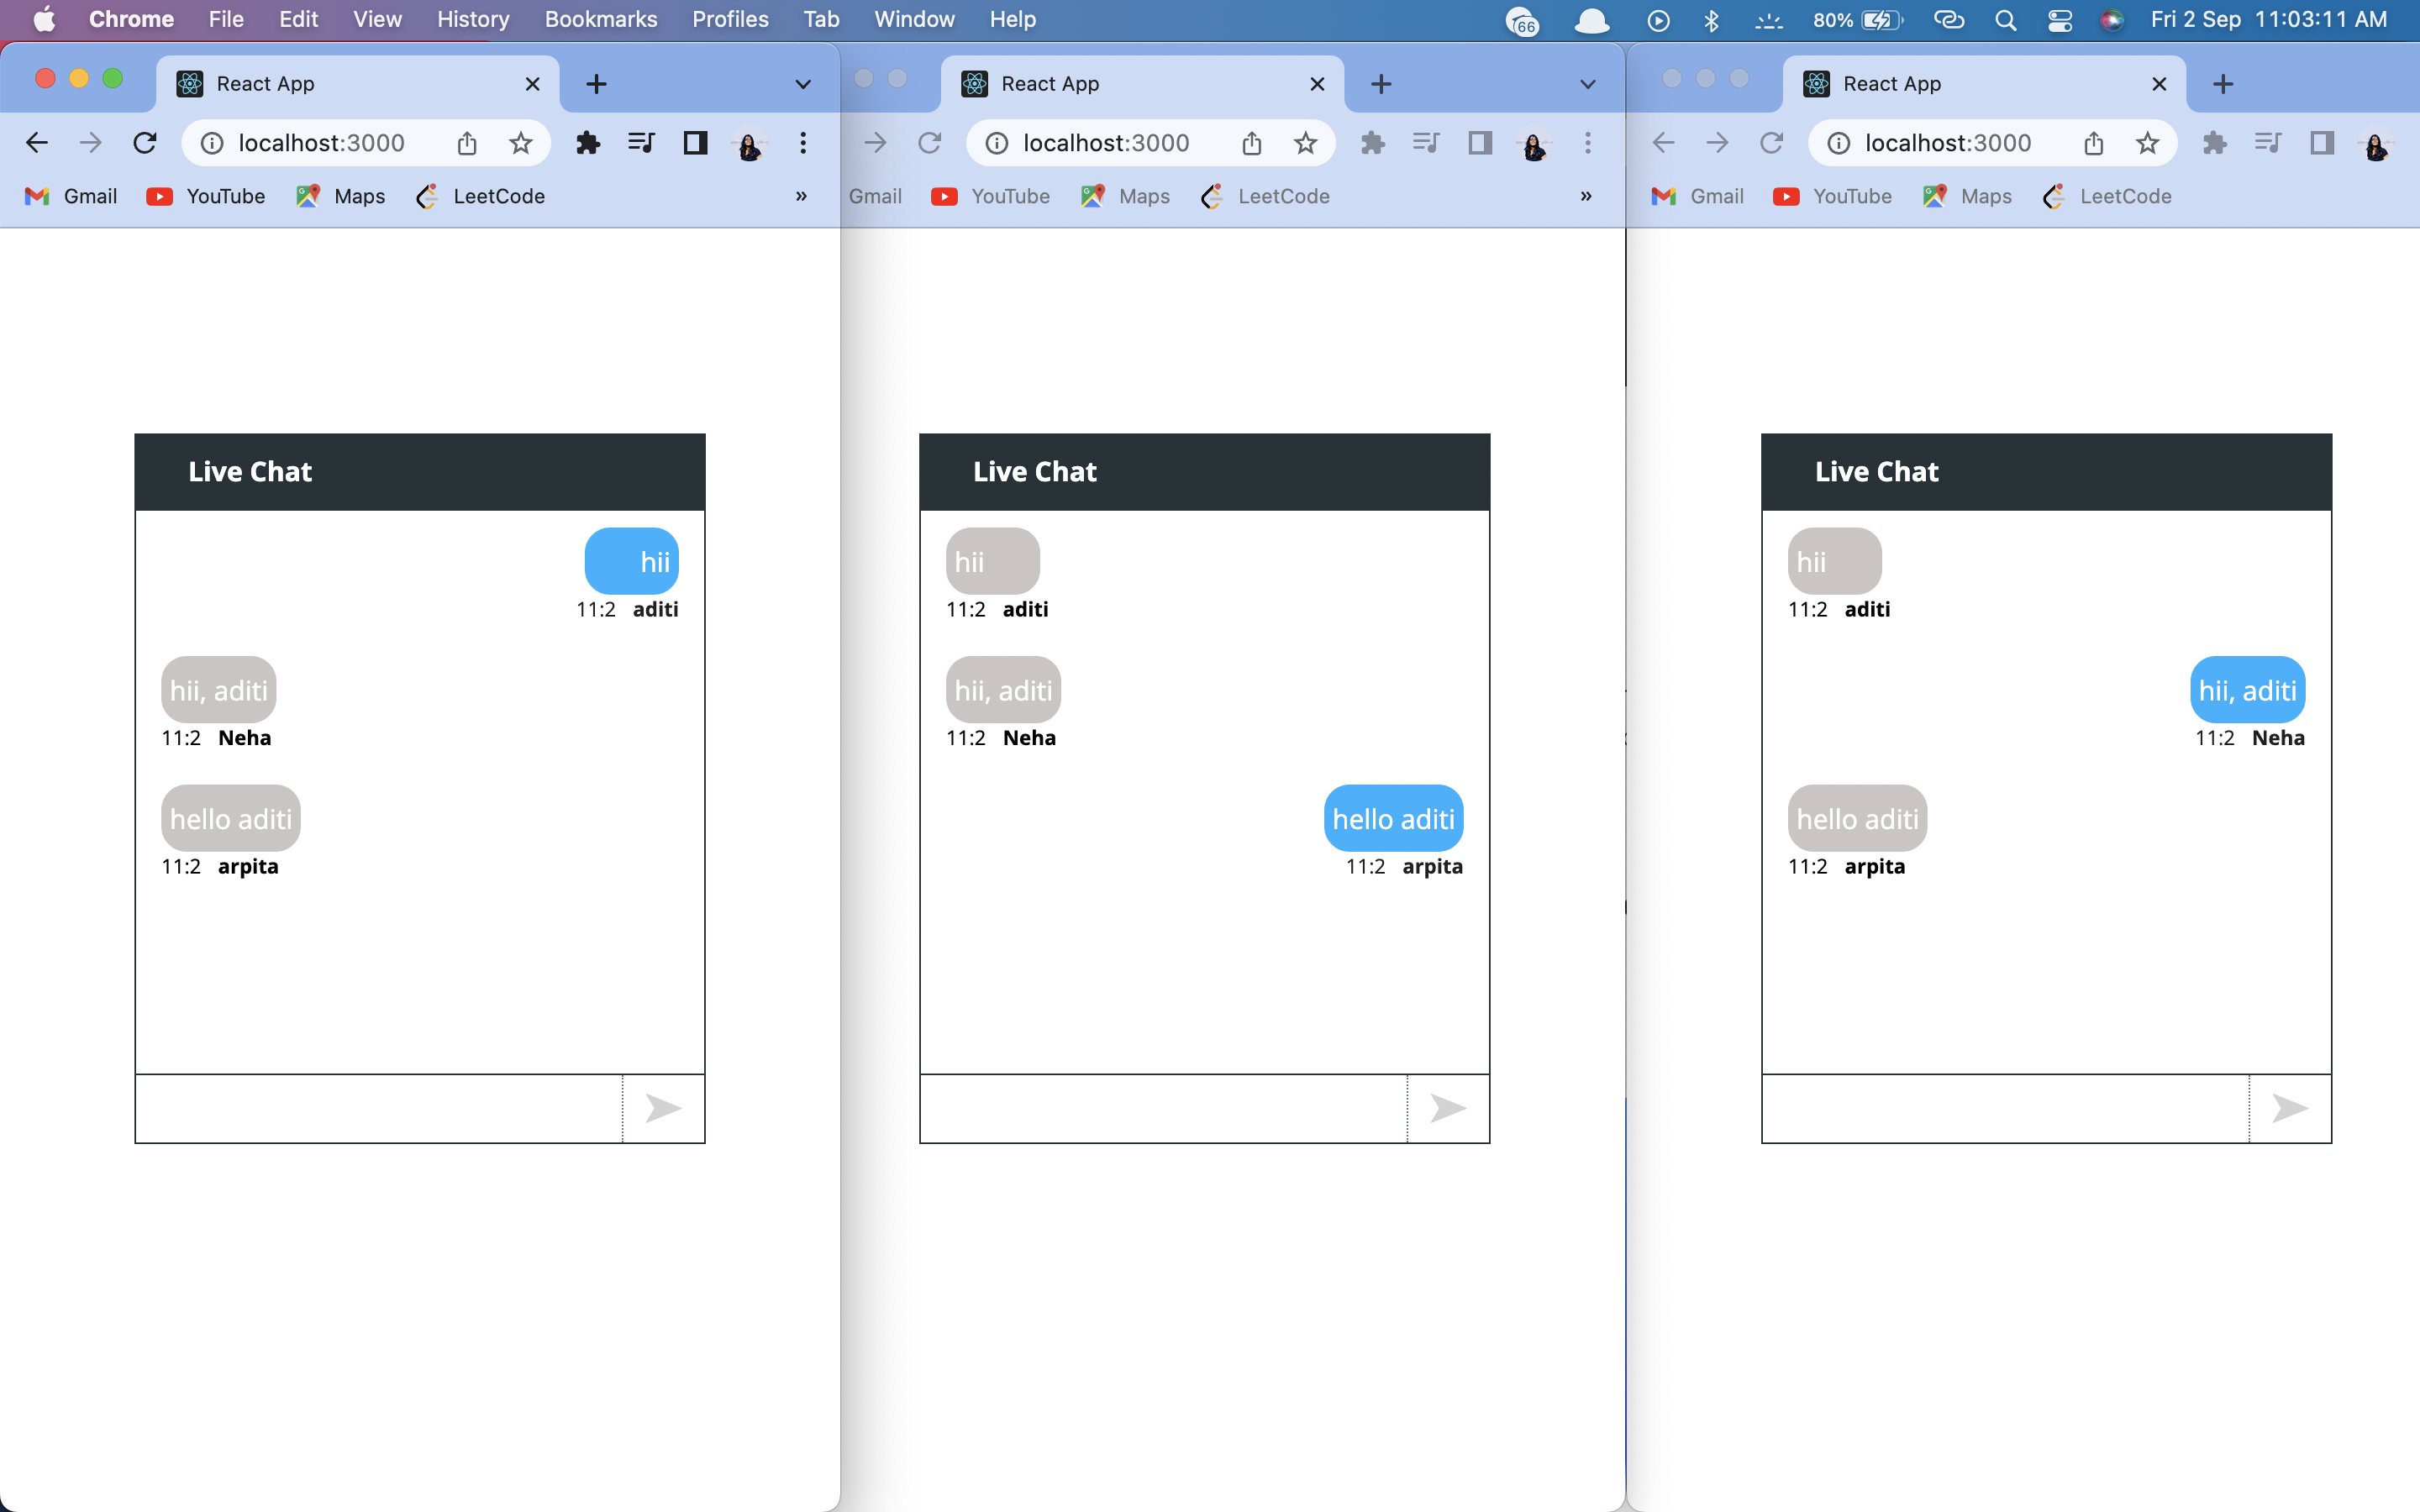 Chrome File Edit View History Bookmarks Profiles Tab Window Help 66 80% Fri 2 Sep 11:03:11 AM
React App
localhost:3000
Gmail YouTube Maps LeetCode »
Live Chat
hii
11:2 aditi
hii, aditi
11:2 Neha
hello aditi
11:2 arpita
React App
localhost:3000
Gmail YouTube Maps LeetCode »
Live Chat
hii
11:2 aditi
hii, aditi
11:2 Neha
hello aditi
11:2 arpita
React App
localhost:3000
Gmail YouTube Maps LeetCode
Live Chat
hii
11:2 aditi
hii, aditi
11:2 Neha
hello aditi
11:2 arpita